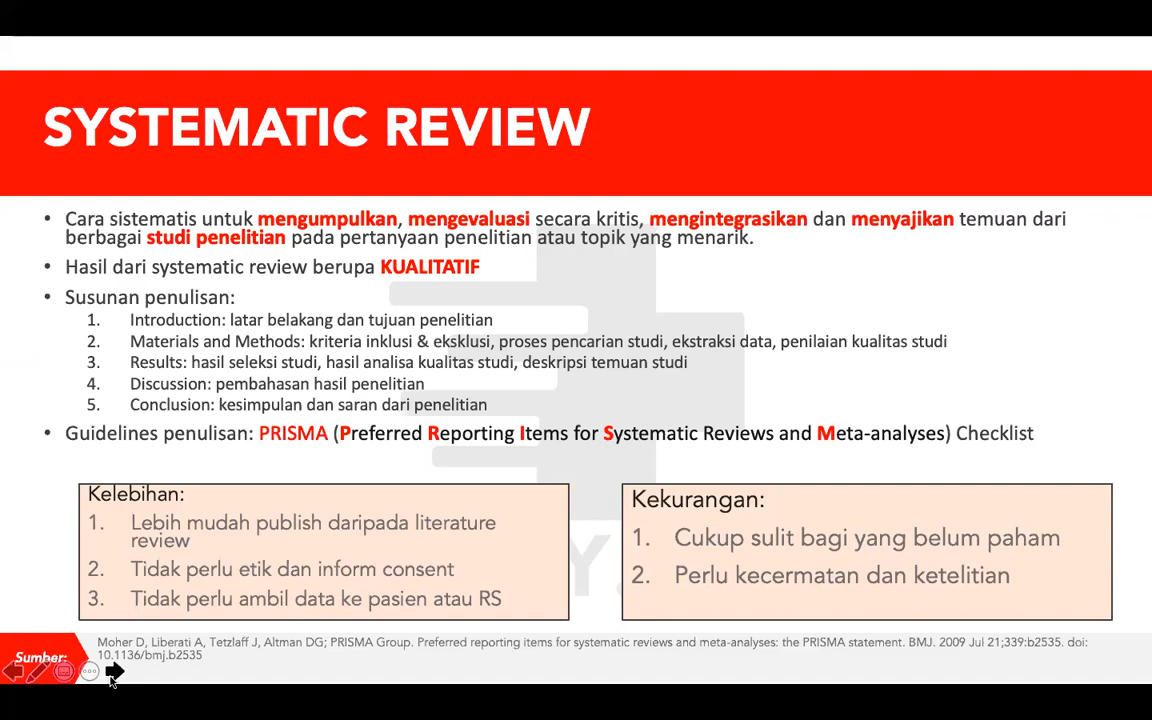 SYSTEMATIC REVIEW
• Cara sistematis untuk mengumpulkan, mengevaluasi secara kritis, mengintegrasikan dan menyajikan temuan dari
berbagai studi penelitian pada pertanyaan penelitian atau topik yang menarik.
• Hasil dari systematic review berupa KUALITATIF
• Susunan penulisan:
1. Introduction: latar belakang dan tujuan penelitian
2. Materials and Methods: kriteria inklusi & eksklusi, proses pencarian studi, ekstraksi data, penilaian kualitas studi
3. Results: hasil seleksi studi, hasil analisa kualitas studi, deskripsi temuan studi
4. Discussion: pembahasan hasil penelitian
5. Conclusion: kesimpulan dan saran dari penelitian
• Guidelines penulisan: PRISMA (Preferred Reporting Items for Systematic Reviews and Meta-analyses) Checklist
Kelebihan:
1. Lebih mudah publish daripada literature
review
2. Tidak perlu etik dan inform consent
3. Tidak perlu ambil data ke pasien atau RS
Kekurangan:
1. Cukup sulit bagi yang belum paham
2. Perlu kecermatan dan ketelitian
Sumber:
Moher D, Liberati A, Tetzlaff J, Altman DG; PRISMA Group. Preferred reporting items for systematic reviews and meta-analyses: the PRISMA statement. BMJ. 2009 Jul 21;339:b2535. doi:
10.1136/bmj.b2535